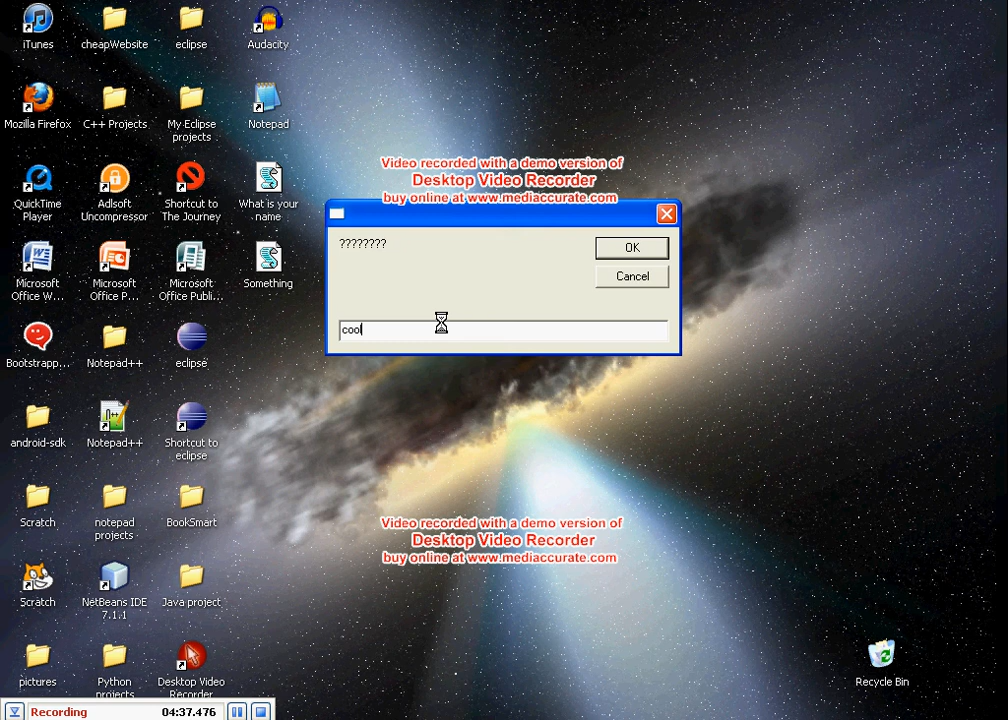 iTunes
cheapWebsite
eclipse
Audacity
Mozilla Firefox
C++ Projects
My Eclipse
projects
Notepad
Video recorded with a demo version of
Desktop Video Recorder
buy online at www.mediaccurate.com
QuickTime
Player
Adlsoft
Uncompressor
Shortcut to
The Journey
What is your
name
????????
OK
Cancel
cool
Microsoft
Office W...
Microsoft
Office P...
Microsoft
Office Publi...
Something
Bootstrapp...
Notepad++
eclipse
android-sdk
Notepad++
Shortcut to
eclipse
Scratch
notepad
projects
BookSmart
Video recorded with a demo version of
Desktop Video Recorder
buy online at www.mediaccurate.com
Scratch
NetBeans IDE
7.1.1
Java project
pictures
Python
projects
Desktop Video
Recorder
Recycle Bin
Recording
04:37.476